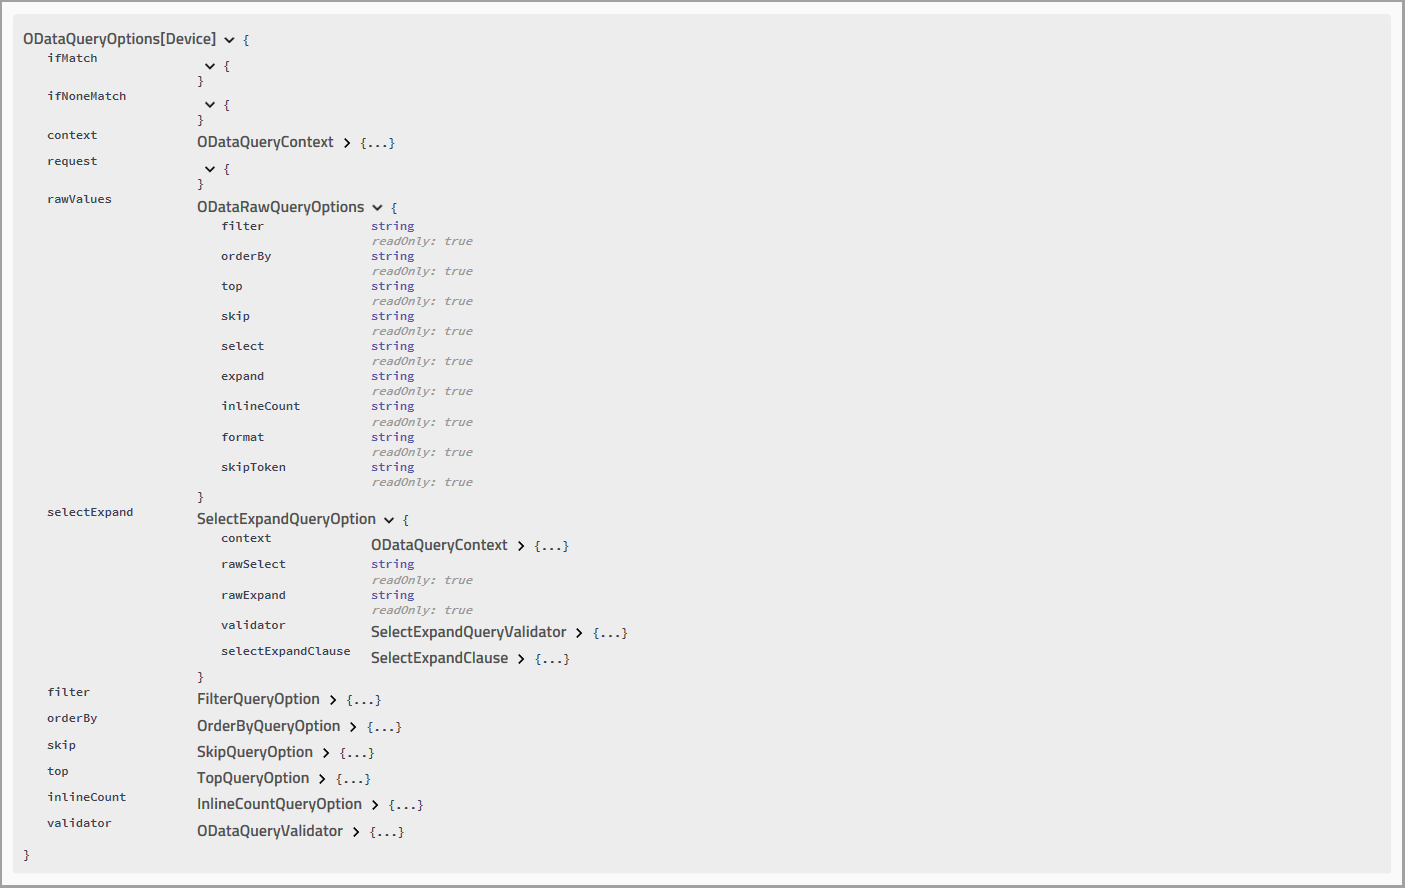 ODataQueryOptions[Device] {
ifMatch {
}
ifNoneMatch {
}
context ODataQueryContext {...}
request {
}
rawValues ODataRawQueryOptions {
filter string
readOnly: true
orderBy string
readOnly: true
top string
readOnly: true
skip string
readOnly: true
select string
readOnly: true
expand string
readOnly: true
inlineCount string
readOnly: true
format string
readOnly: true
skipToken string
readOnly: true
}
selectExpand SelectExpandQueryOption {
context ODataQueryContext {...}
rawSelect string
readOnly: true
rawExpand string
readOnly: true
validator SelectExpandQueryValidator {...}
selectExpandClause SelectExpandClause {...}
}
filter FilterQueryOption {...}
orderBy OrderByQueryOption {...}
skip SkipQueryOption {...}
top TopQueryOption {...}
inlineCount InlineCountQueryOption {...}
validator ODataQueryValidator {...}
}